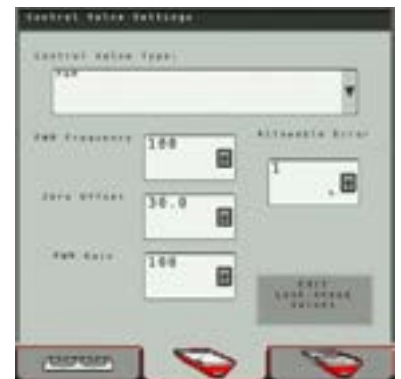 Control Valve Settings
Control Valve Type:
PWM
PWM Frequency
100
Allowable Error
1
Zero Offset
30.0
PWM Gain
100
Edit